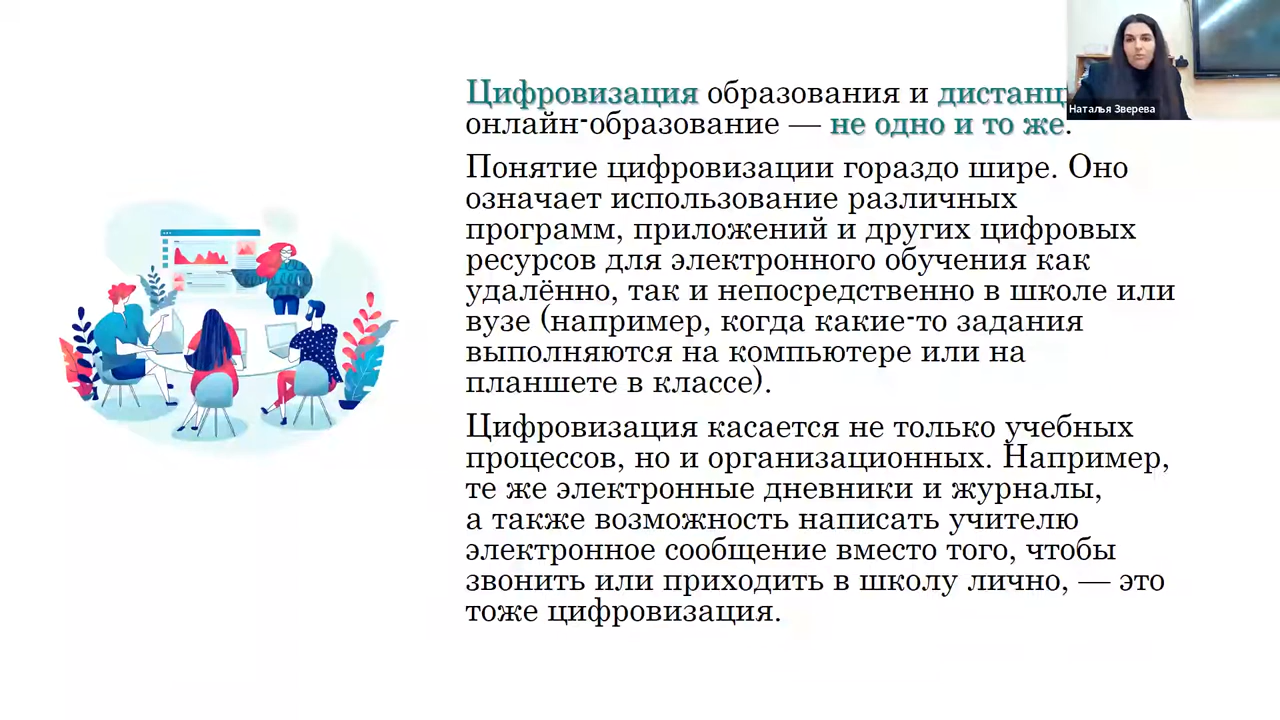 Цифровизация образования и
онлайн-образование — не одно и то же.
Понятие цифровизации гораздо шире. Оно
означает использование различных
программ, приложений и других цифровых
ресурсов для электронного обучения как
удалённо, так и непосредственно в школе или
вузе (например, когда какие-то задания
выполняются на компьютере или на
планшете в классе).
Цифровизация касается не только учебных
процессов, но и организационных. Например,
те же электронные дневники и журналы,
а также возможность написать учителю
электронное сообщение вместо того, чтобы
звонить или приходить в школу лично, — это
тоже цифровизация.
Наталья Зверева